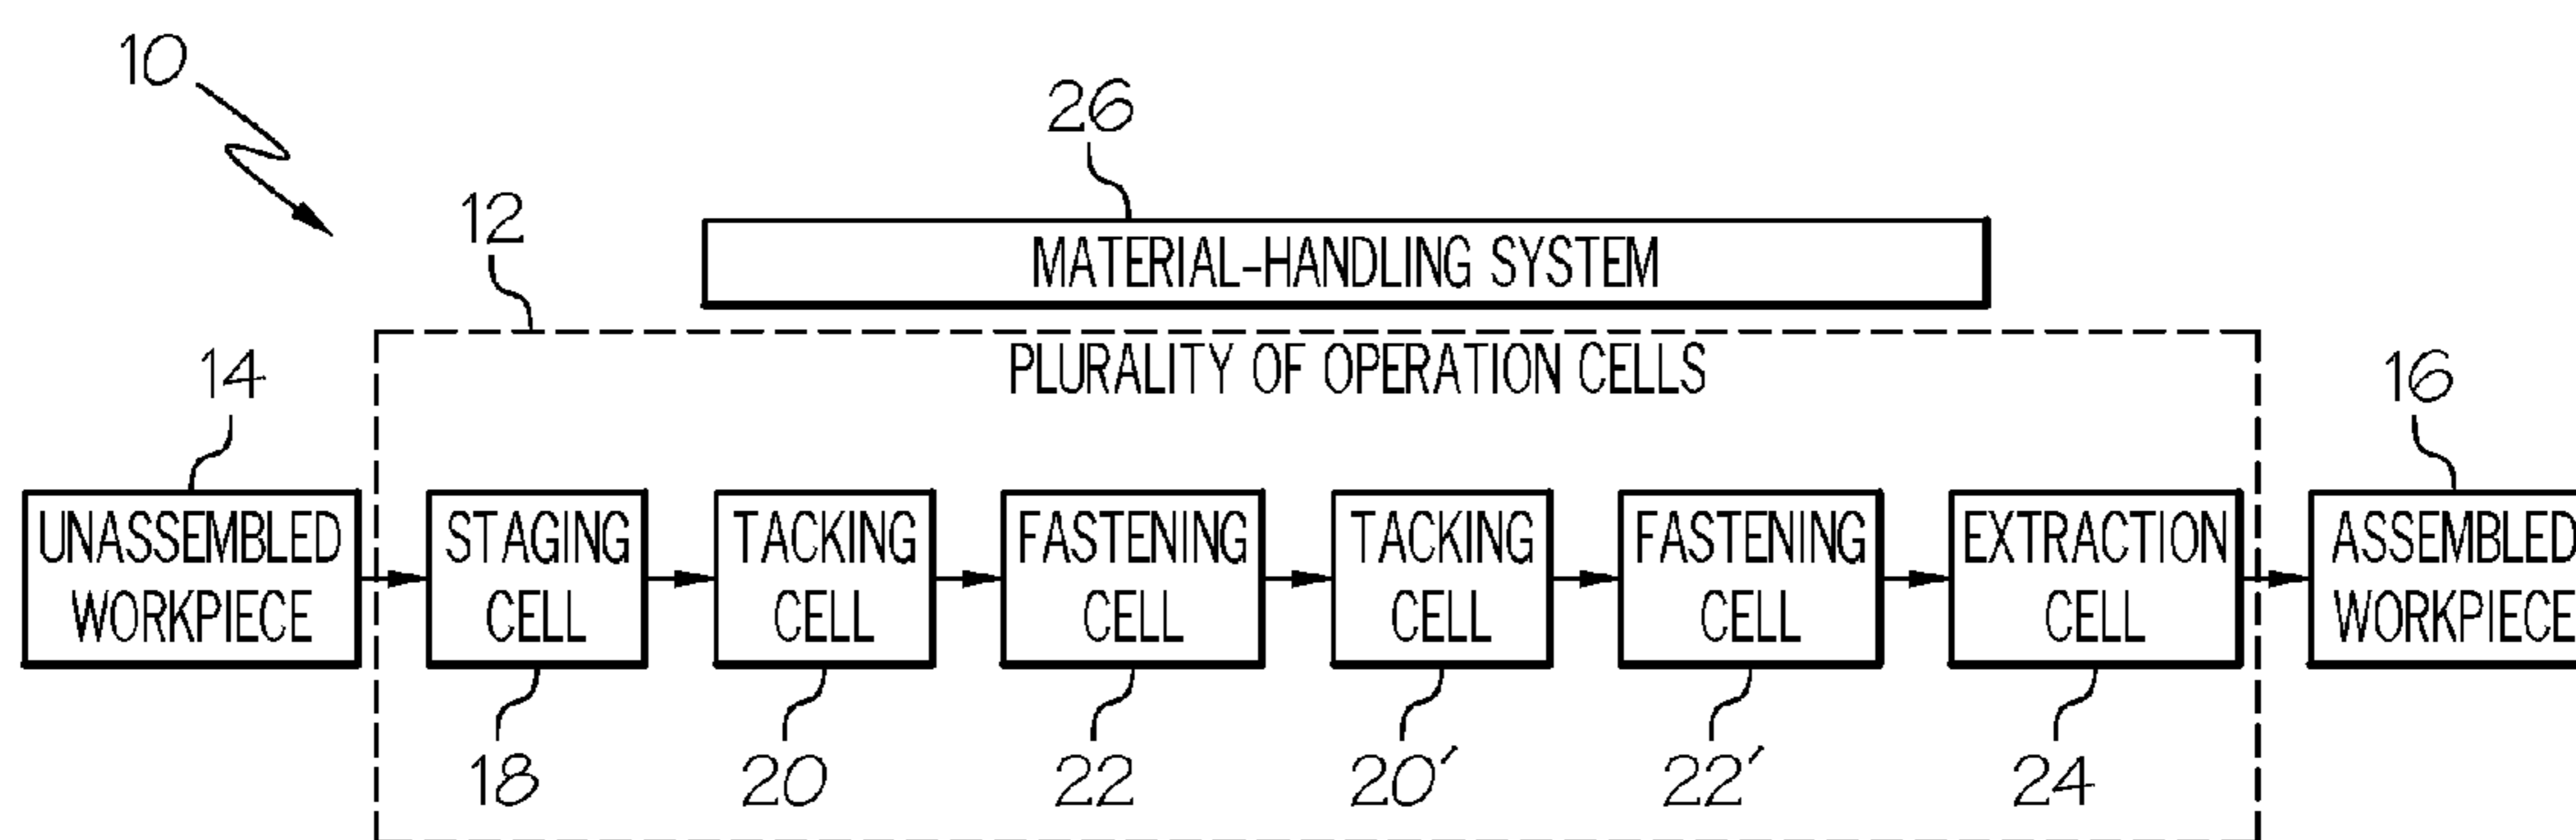 10
26
MATERIAL-HANDLING SYSTEM
12
PLURALITY OF OPERATION CELLS
14
16
UNASSEMBLED
WORKPIECE
STAGING
CELL
TACKING
CELL
FASTENING
CELL
TACKING
CELL
FASTENING
CELL
EXTRACTION
CELL
ASSEMBLED
WORKPIECE
18
20
22
20'
22'
24